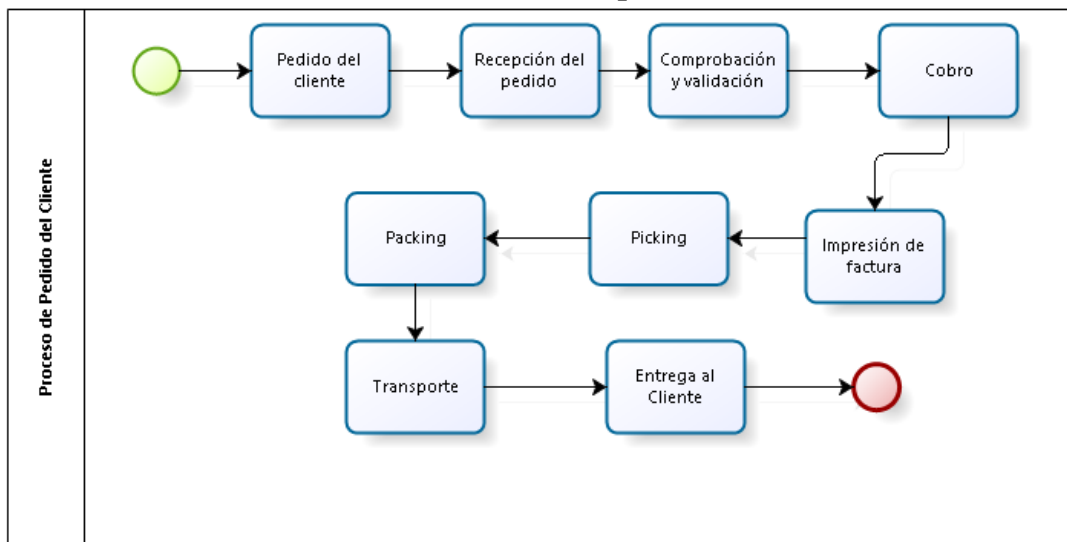 Proceso de Pedido del Cliente
Pedido del
cliente
Recepción del
pedido
Comprobación
y validación
Cobro
Impresión de
factura
Picking
Packing
Transporte
Entrega al
Cliente